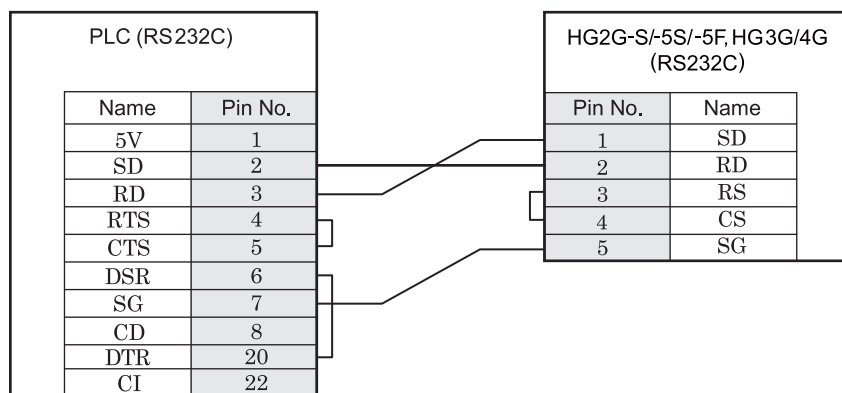 PLC (RS232C)
Name Pin No.
5V 1
SD 2
RD 3
RTS 4
CTS 5
DSR 6
SG 7
CD 8
DTR 20
CI 22
HG2G-S/-5S/-5F, HG3G/4G
(RS232C)
Pin No. Name
1 SD
2 RD
3 RS
4 CS
5 SG